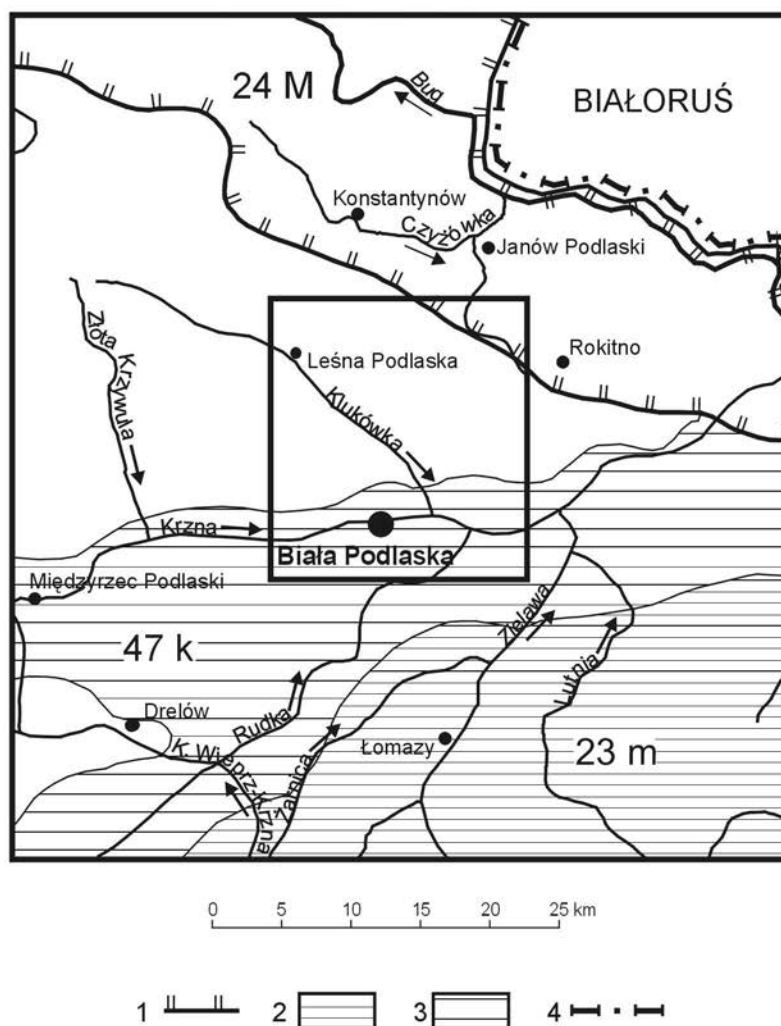 24 M
Bug
BIAŁORUŚ
Konstantynów
Czyżówka
Janów Podlaski
Złota Krzywula
Leśna Podlaska
Rokitno
Klukówka
Krzna
Biała Podlaska
Międzyrzec Podlaski
Zielawa
47 k
Lutnia
Drelów
Rudka
Żarnica
Łomazy
23 m
K. Wieprz-Krzna
0 5 10 15 20 25 km
1 2 3 4